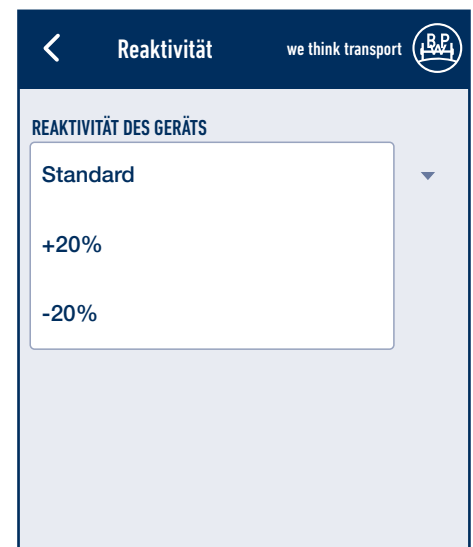 Reaktivität
we think transport
BPW
REAKTIVITÄT DES GERÄTS
Standard
+20%
-20%